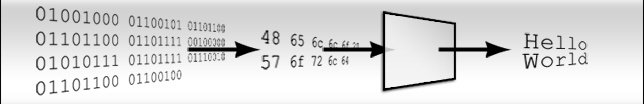 01001000 01100101 01101100
01101100 01101111 00100000
01010111 01101111 01110010
01101100 01100100
48 65 6c 6c 6f 20
57 6f 72 6c 64
Hello
World